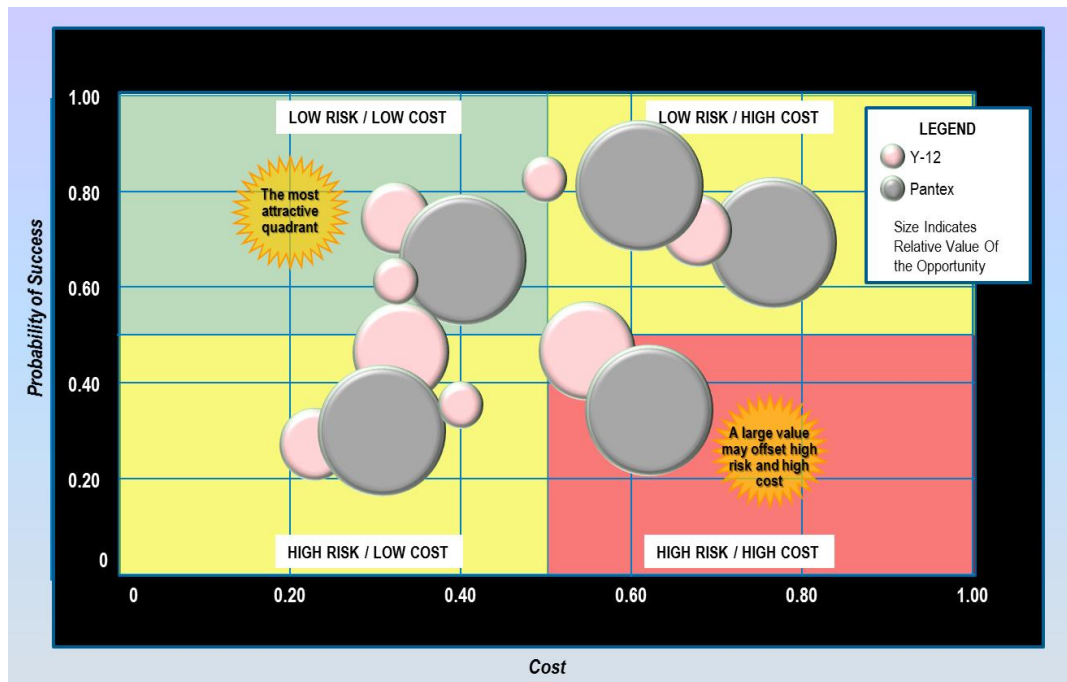 1.00
0.80
0.60
0.40
0.20
0
Probability of Success
LOW RISK / LOW COST
LOW RISK / HIGH COST
The most
attractive
quadrant
LEGEND
Y-12
Pantex
Size Indicates
Relative Value Of
the Opportunity
A large value
may offset high
risk and high
cost
HIGH RISK / LOW COST
HIGH RISK / HIGH COST
0
0.20
0.40
0.60
0.80
1.00
Cost